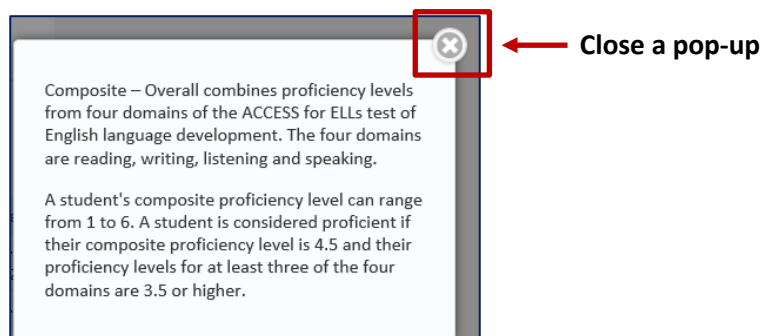 Close a pop-up
Composite – Overall combines proficiency levels
from four domains of the ACCESS for ELLs test of
English language development. The four domains
are reading, writing, listening and speaking.
A student's composite proficiency level can range
from 1 to 6. A student is considered proficient if
their composite proficiency level is 4.5 and their
proficiency levels for at least three of the four
domains are 3.5 or higher.